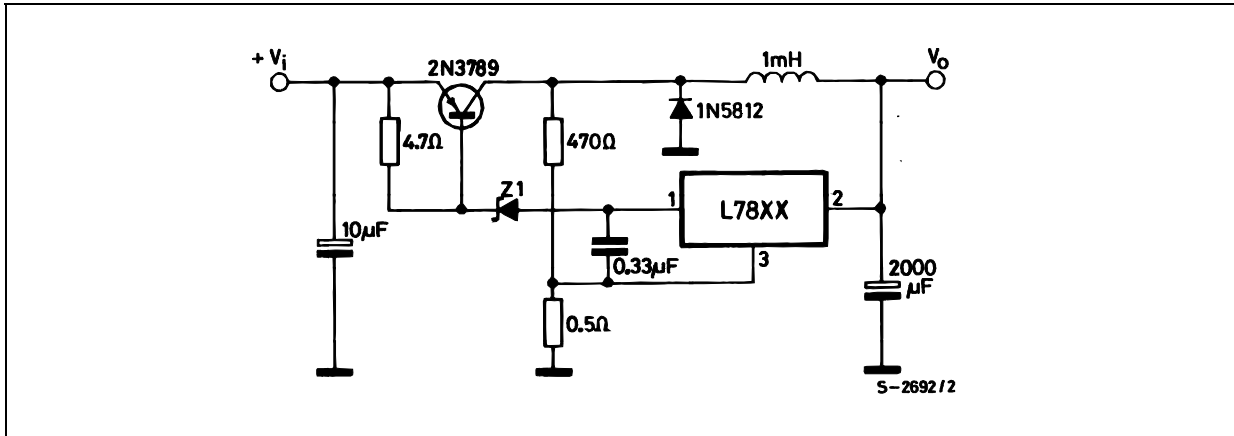 + Vi
2N3789
1mH
Vo
4.7Ω
470Ω
1N5812
Z1
1
L78XX
2
10µF
0.33µF
3
2000
µF
0.5Ω
S-2692/2